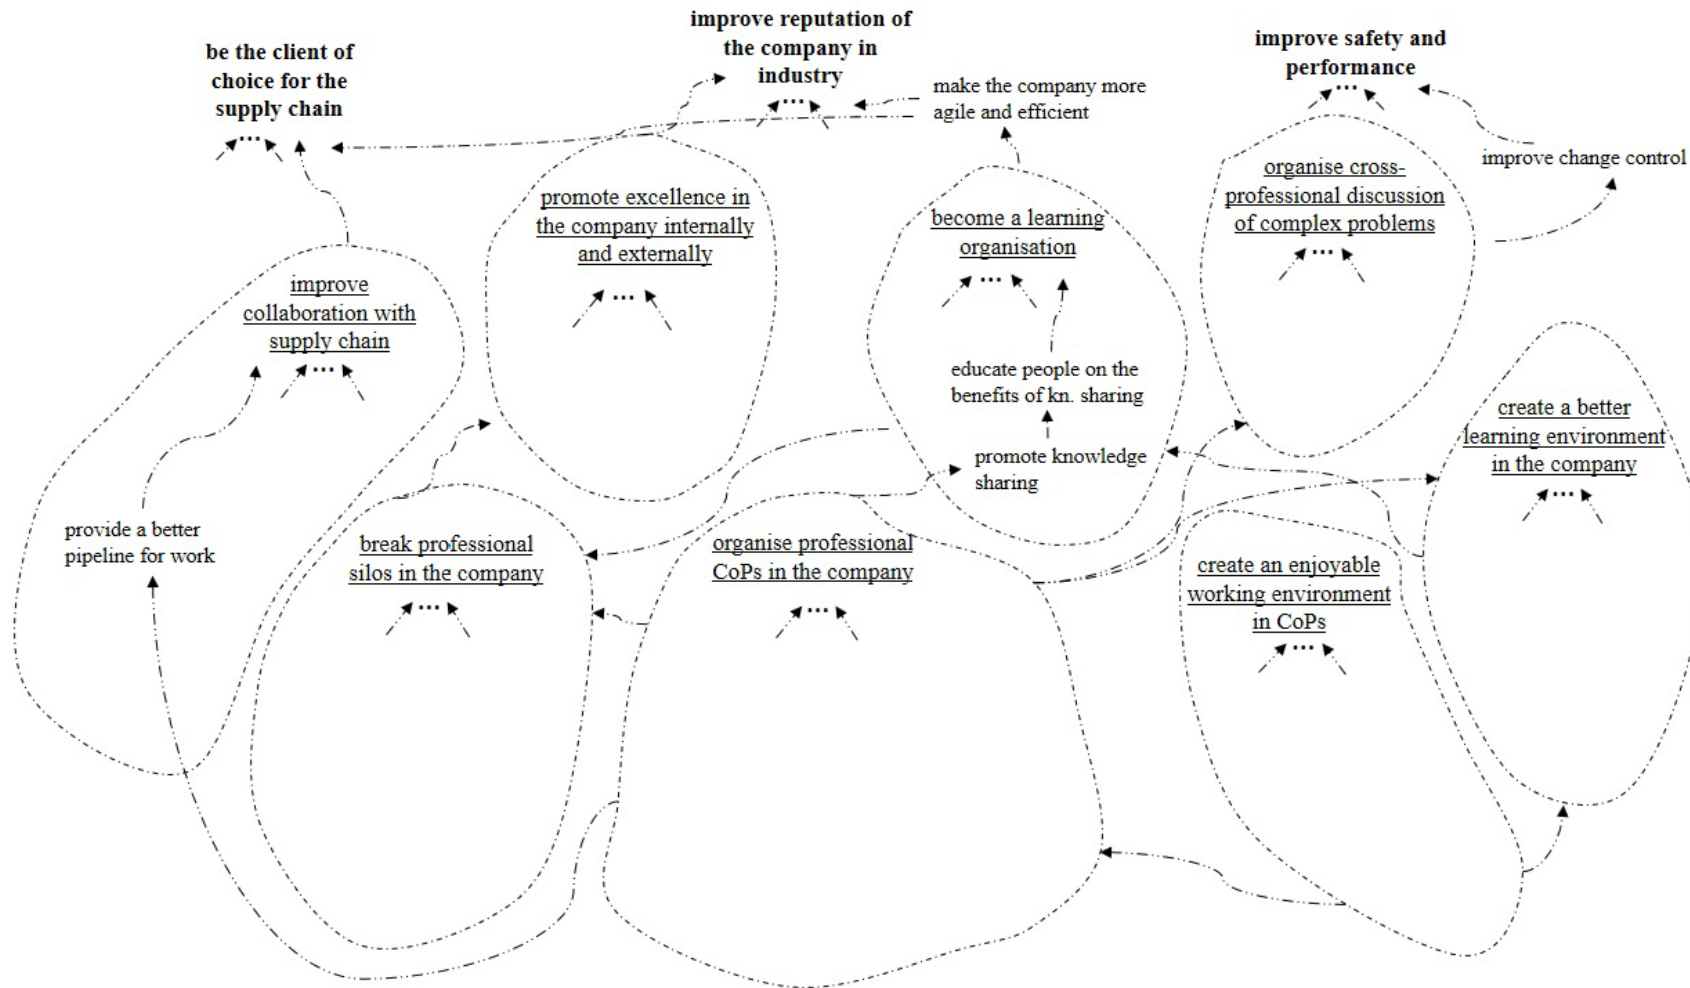 be the client of
choice for the
supply chain
...
improve reputation of
the company in
industry
...
make the company more
agile and efficient
improve safety and
performance
...
improve change control
promote excellence in
the company internally
and externally
...
become a learning
organisation
...
educate people on the
benefits of kn. sharing
promote knowledge
sharing
organise cross-
professional discussion
of complex problems
...
improve
collaboration with
supply chain
...
provide a better
pipeline for work
create a better
learning environment
in the company
...
break professional
silos in the company
...
organise professional
CoPs in the company
...
create an enjoyable
working environment
in CoPs
...